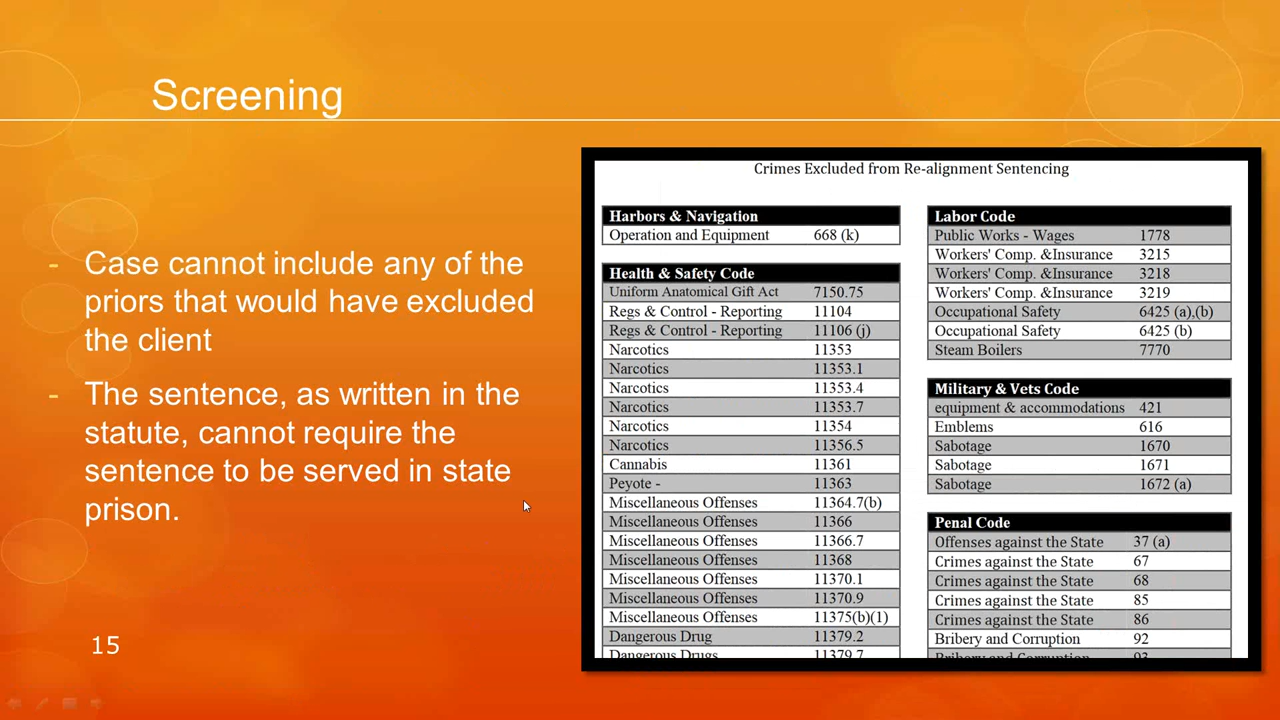 Screening
- Case cannot include any of the
priors that would have excluded
the client
- The sentence, as written in the
statute, cannot require the
sentence to be served in state
prison.
15
Crimes Excluded from Re-alignment Sentencing
Harbors & Navigation
Operation and Equipment 668 (k)
Health & Safety Code
Uniform Anatomical Gift Act 7150.75
Regs & Control - Reporting 11104
Regs & Control - Reporting 11106 (j)
Narcotics 11353
Narcotics 11353.1
Narcotics 11353.4
Narcotics 11353.7
Narcotics 11354
Narcotics 11356.5
Cannabis 11361
Peyote - 11363
Miscellaneous Offenses 11364.7(b)
Miscellaneous Offenses 11366
Miscellaneous Offenses 11366.7
Miscellaneous Offenses 11368
Miscellaneous Offenses 11370.1
Miscellaneous Offenses 11370.9
Miscellaneous Offenses 11375(b)(1)
Dangerous Drug 11379.2
Dangerous Drugs 11379.7
Labor Code
Public Works - Wages 1778
Workers' Comp. &Insurance 3215
Workers' Comp. &Insurance 3218
Workers' Comp. &Insurance 3219
Occupational Safety 6425 (a),(b)
Occupational Safety 6425 (b)
Steam Boilers 7770
Military & Vets Code
equipment & accommodations 421
Emblems 616
Sabotage 1670
Sabotage 1671
Sabotage 1672 (a)
Penal Code
Offenses against the State 37 (a)
Crimes against the State 67
Crimes against the State 68
Crimes against the State 85
Crimes against the State 86
Bribery and Corruption 92
Bribery and Corruption 93